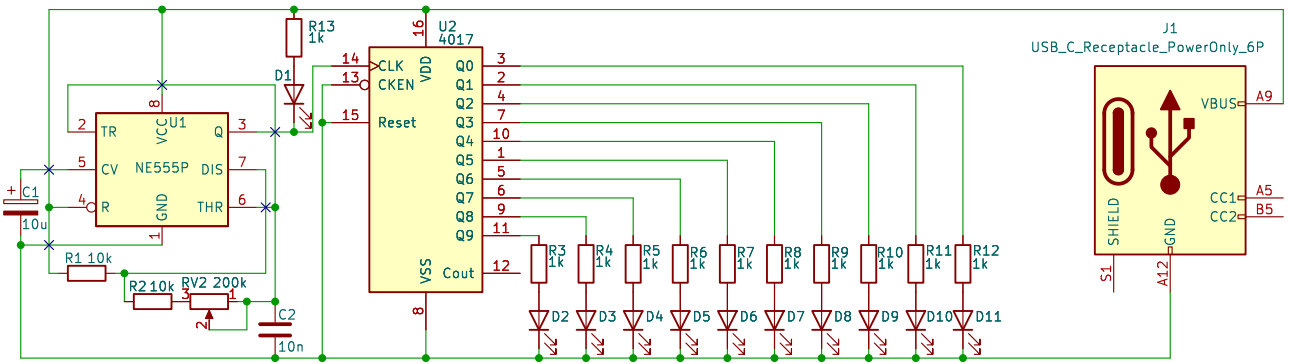 R13
1k
D1
U2
4017
16
VDD
14
CLK
13
CKEN
15
Reset
Q0
3
Q1
2
Q2
4
Q3
7
Q4
10
Q5
1
Q6
5
Q7
6
Q8
9
Q9
11
Cout
12
VSS
8
J1
USB_C_Receptacle_PowerOnly_6P
VBUS
A9
CC1
A5
CC2
B5
SHIELD
S1
GND
A12
8
VCC
U1
2
TR
Q
3
5
CV
NE555P
DIS
7
4
R
GND
THR
6
1
+
C1
10u
R1 10k
R2 10k
RV2 200k
3
1
2
C2
10n
R3
1k
R4
1k
R5
1k
R6
1k
R7
1k
R8
1k
R9
1k
R10
1k
R11
1k
R12
1k
D2
D3
D4
D5
D6
D7
D8
D9
D10
D11